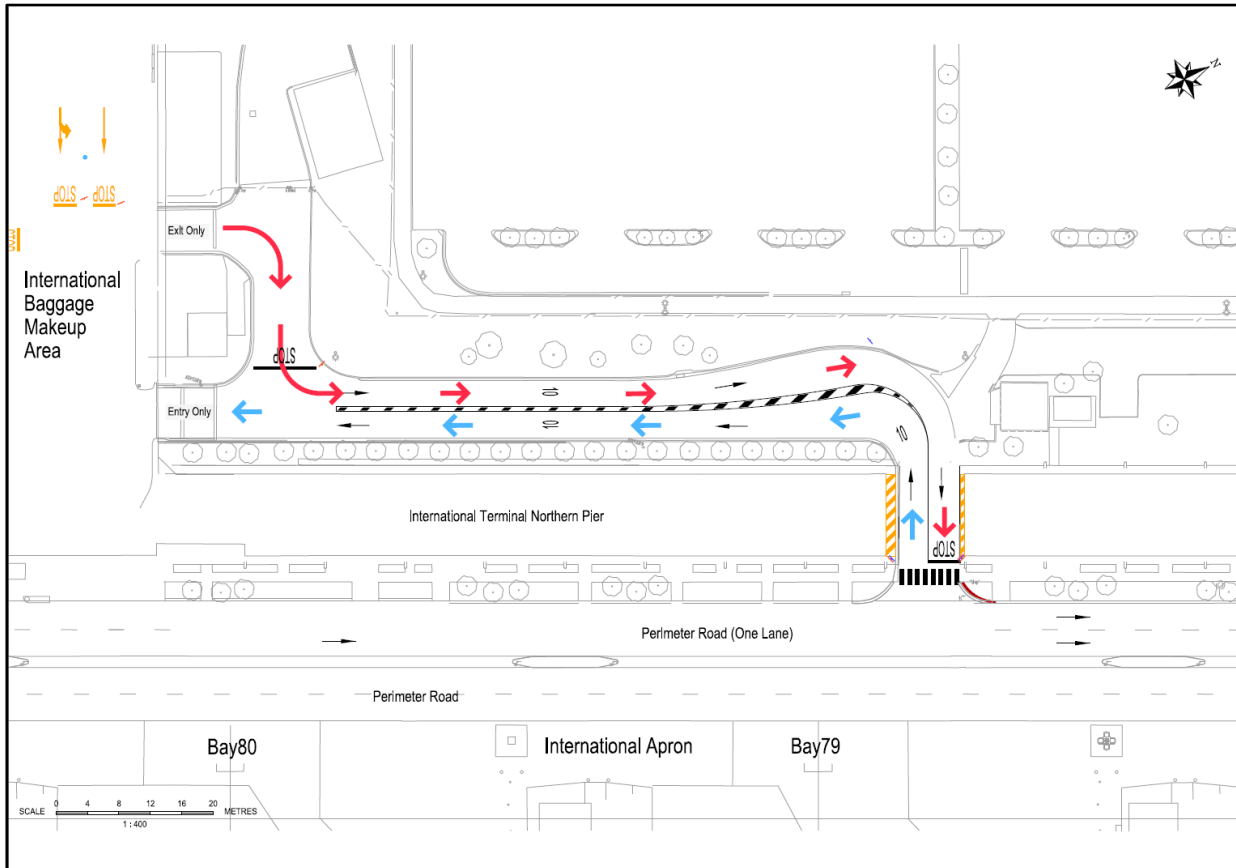 N
STOP
STOP
STOP
Exit Only
International
Baggage
Makeup
Area
STOP
10
Entry Only
10
10
International Terminal Northern Pier
STOP
Perimeter Road (One Lane)
Perimeter Road
Bay80
International Apron
Bay79
SCALE 0 4 8 12 16 20 METRES
1 : 400